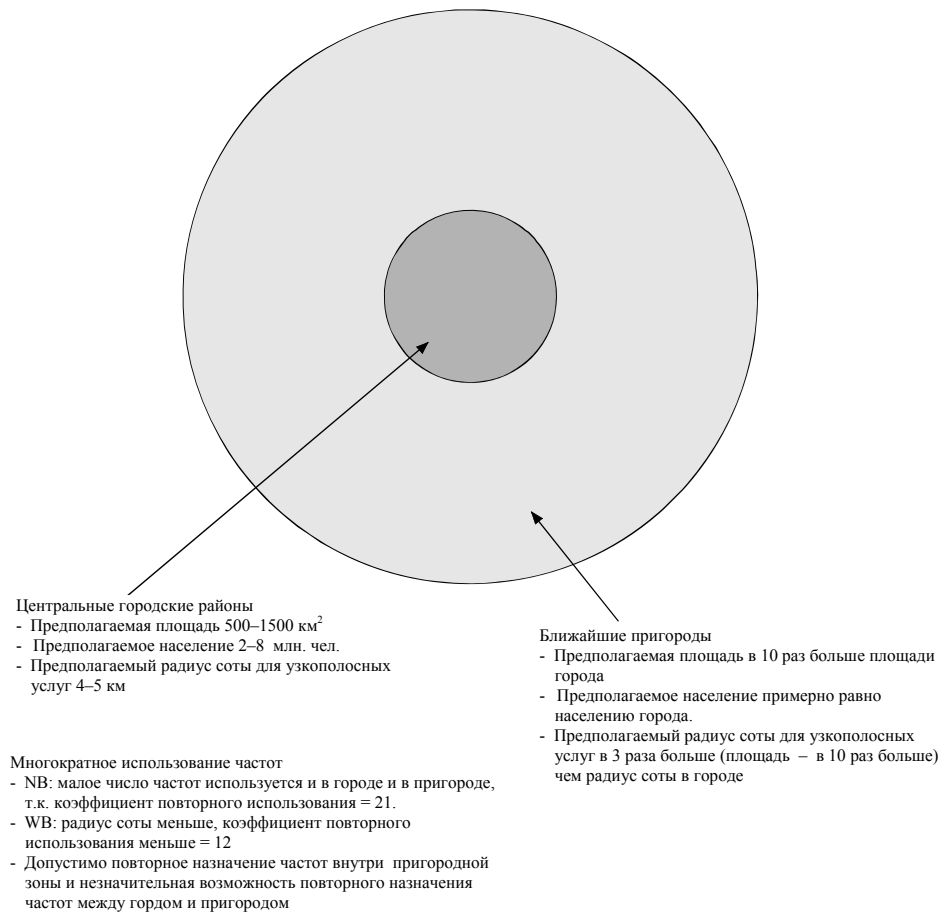 Центральные городские районы
- Предполагаемая площадь 500–1500 км²
- Предполагаемое население 2–8 млн. чел.
- Предполагаемый радиус соты для узкополосных
услуг 4–5 км
Ближайшие пригороды
- Предполагаемая площадь в 10 раз больше площади
города
- Предполагаемое население примерно равно
населению города.
- Предполагаемый радиус соты для узкополосных
услуг в 3 раза больше (площадь – в 10 раз больше)
чем радиус соты в городе
Многократное использование частот
- NB: малое число частот используется и в городе и в пригороде,
т.к. коэффициент повторного использования = 21.
- WB: радиус соты меньше, коэффициент повторного
использования меньше = 12
- Допустимо повторное назначение частот внутри пригородной
зоны и незначительная возможность повторного назначения
частот между гордом и пригородом